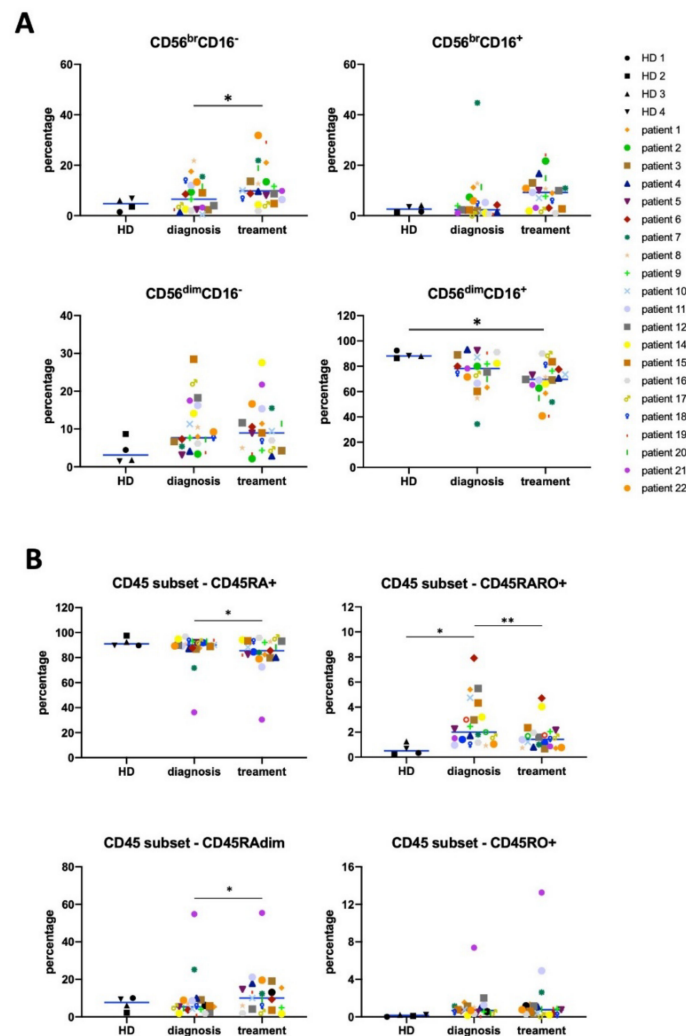 A
CD56brCD16-
CD56brCD16+
percentage
60
40
20
0
HD
diagnosis
treament
*
percentage
60
40
20
0
HD
diagnosis
treament
CD56dimCD16-
CD56dimCD16+
percentage
40
30
20
10
0
HD
diagnosis
treament
percentage
120
100
80
60
40
20
0
HD
diagnosis
treament
*
HD 1
HD 2
HD 3
HD 4
patient 1
patient 2
patient 3
patient 4
patient 5
patient 6
patient 7
patient 8
patient 9
patient 10
patient 11
patient 12
patient 14
patient 15
patient 16
patient 17
patient 18
patient 19
patient 20
patient 21
patient 22
B
CD45 subset - CD45RA+
CD45 subset - CD45RARO+
percentage
120
100
80
60
40
20
0
HD
diagnosis
treament
*
percentage
12
10
8
6
4
2
0
HD
diagnosis
treament
*
**
CD45 subset - CD45RAdim
CD45 subset - CD45RO+
percentage
80
60
40
20
0
HD
diagnosis
treament
*
percentage
16
12
8
4
0
HD
diagnosis
treament